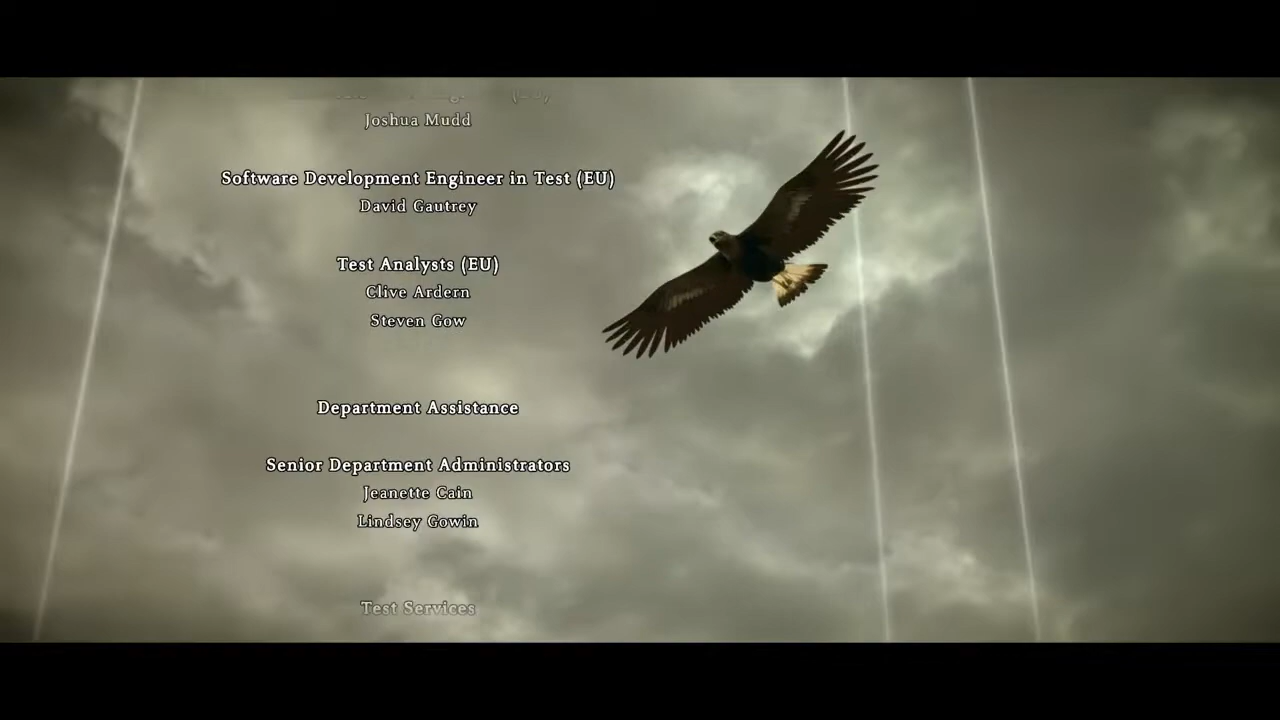 Joshua Mudd
Software Development Engineer in Test (EU)
David Gautrey
Test Analysts (EU)
Clive Ardern
Steven Gow
Department Assistance
Senior Department Administrators
Jeanette Cain
Lindsey Gowin
Test Services